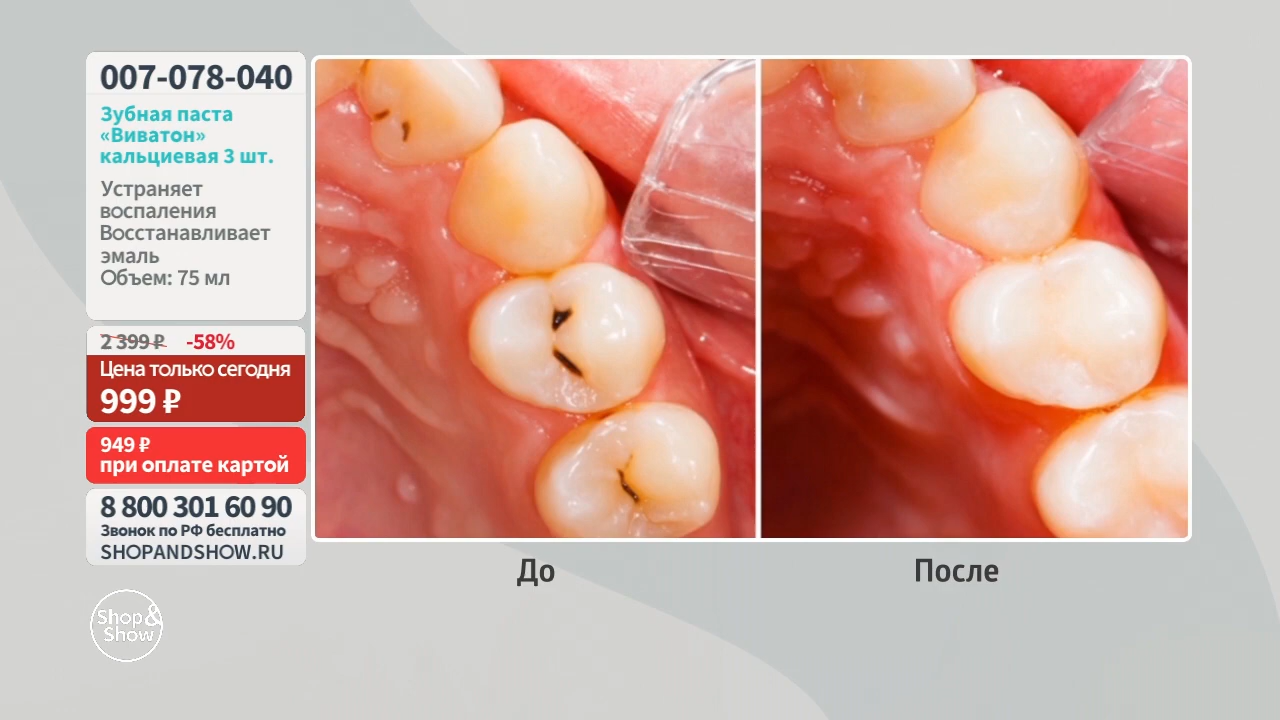 007-078-040
Зубная паста
«Виватон»
кальциевая 3 шт.
Устраняет
воспаления
Восстанавливает
эмаль
Объем: 75 мл
2 399 ₽ -58%
Цена только сегодня
999 ₽
949 ₽
при оплате картой
8 800 301 60 90
Звонок по РФ бесплатно
SHOPANDSHOW.RU
Shop&
Show
До
После